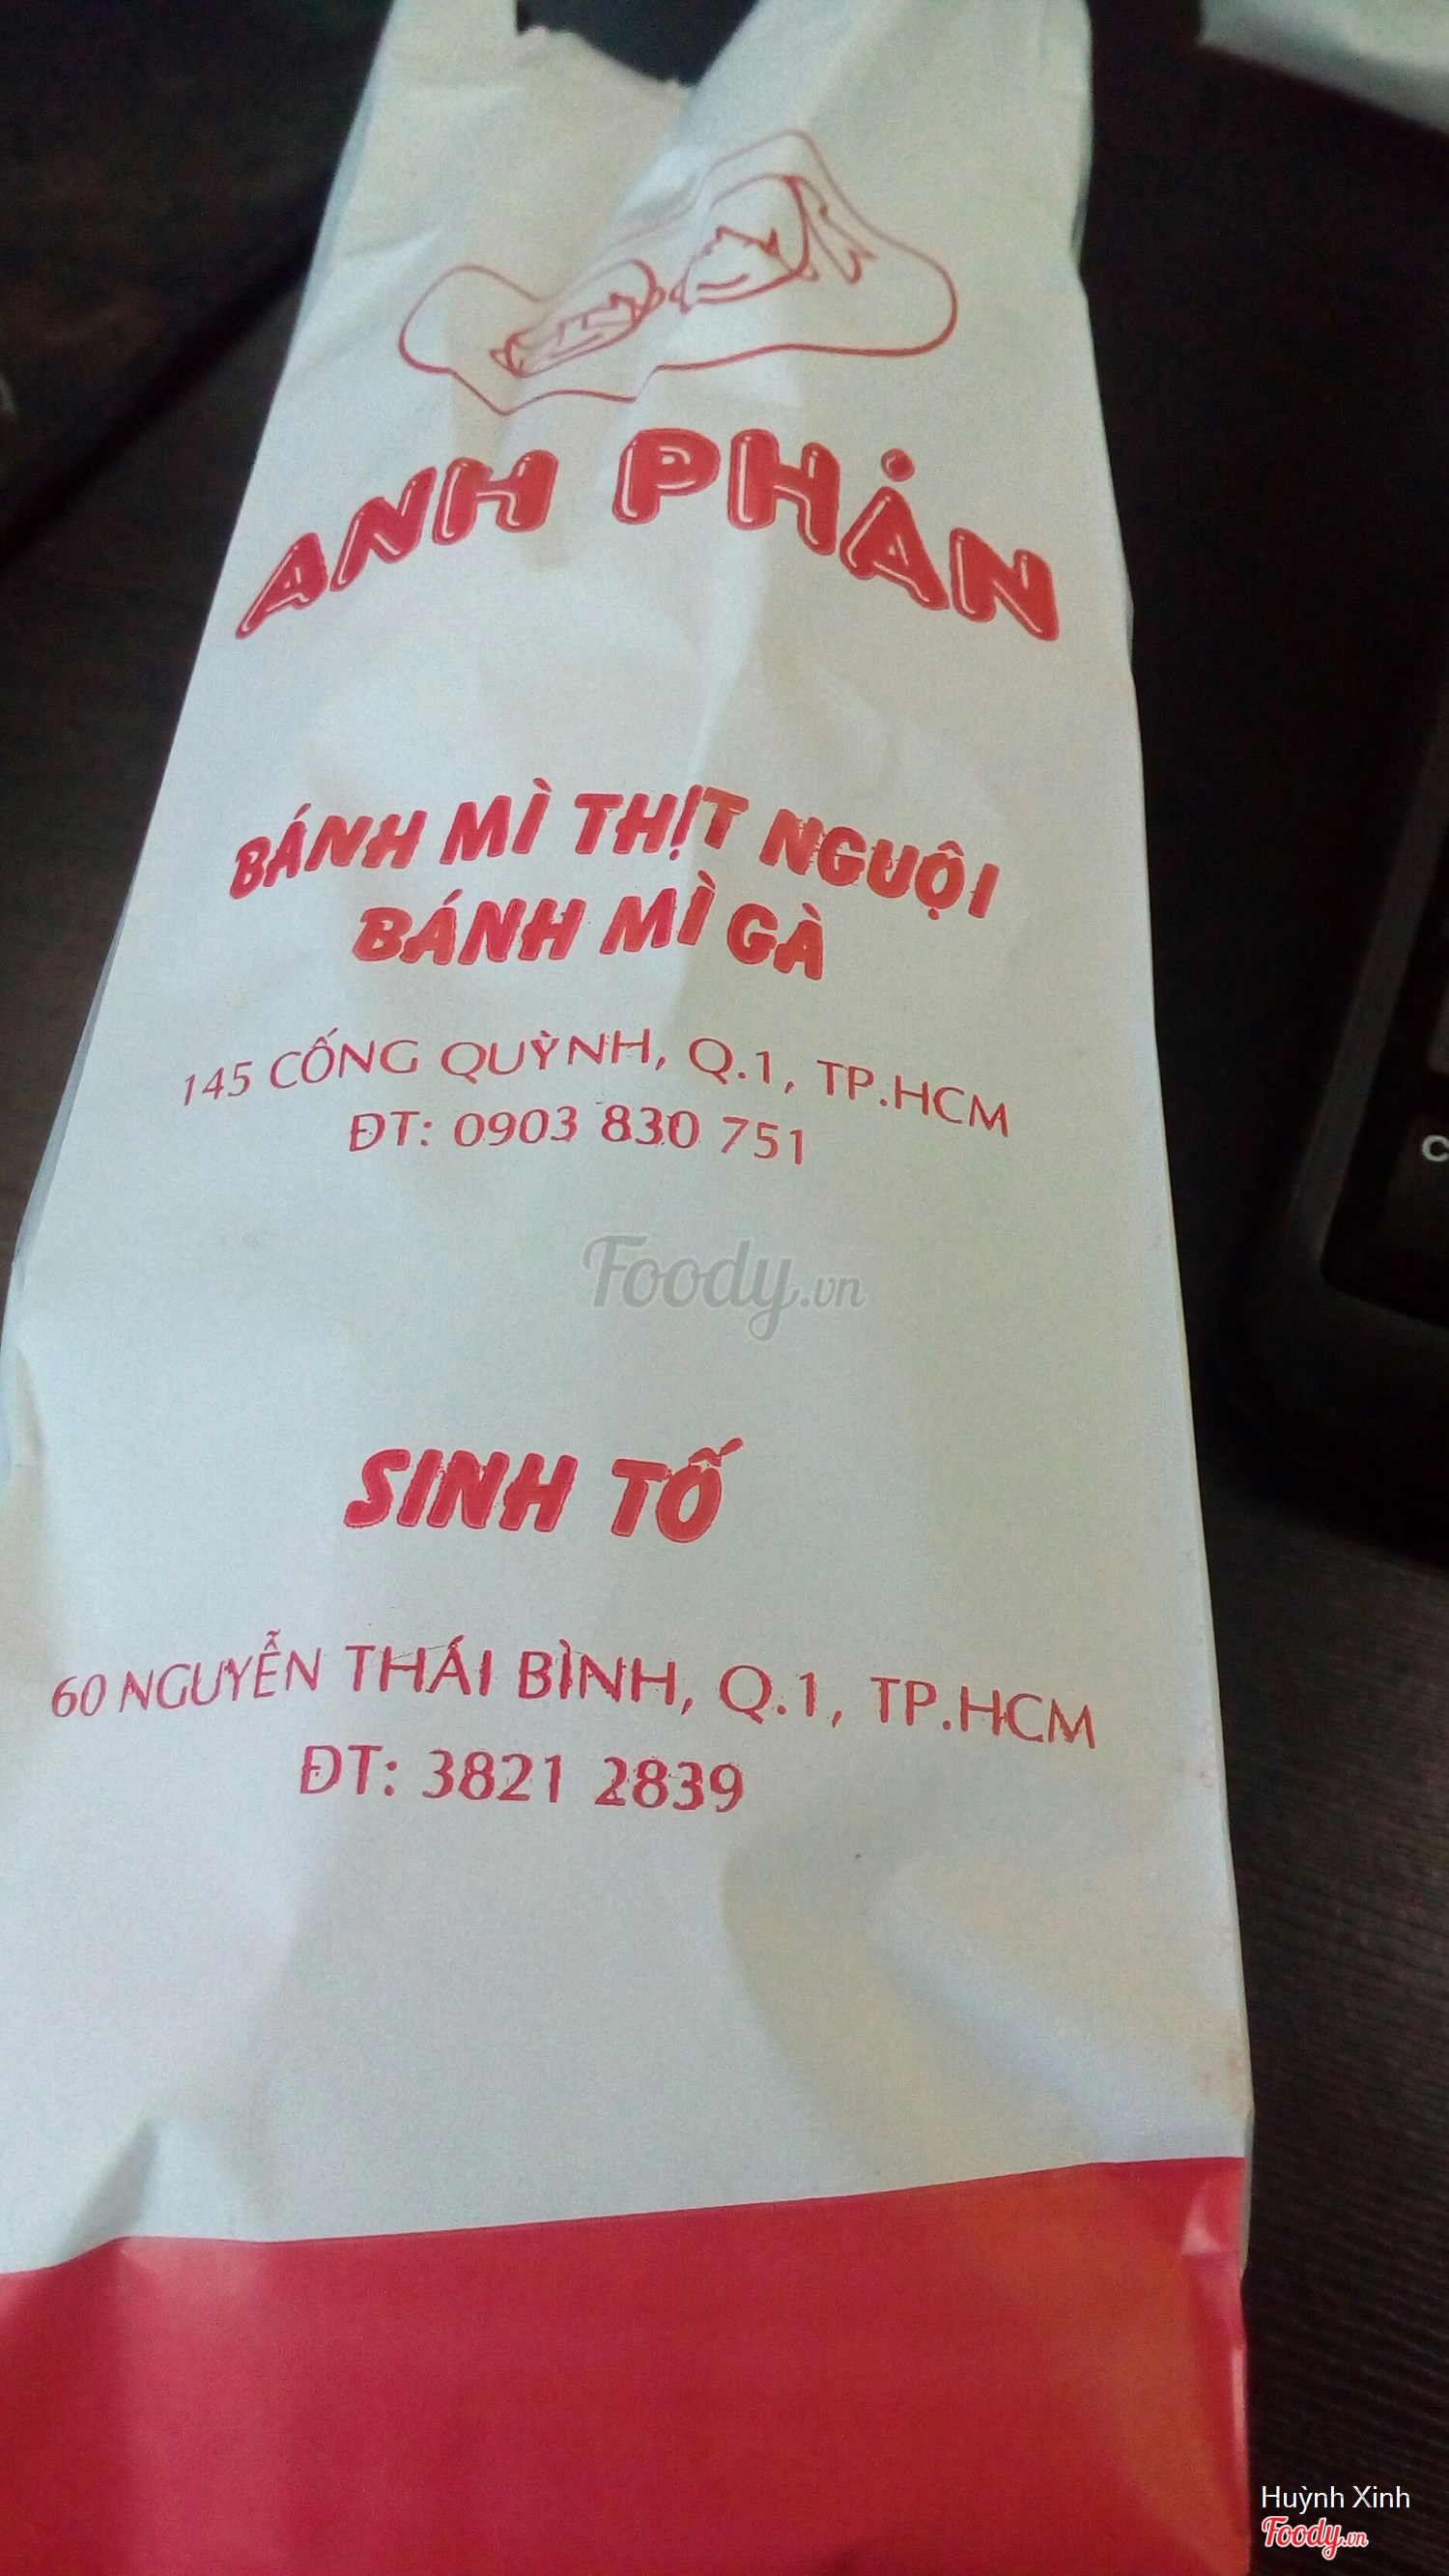 ANH PHẢN
BÁNH MÌ THỊT NGUỘI
BÁNH MÌ GÀ
145 CỐNG QUỲNH, Q.1, TP.HCM
ĐT: 0903 830 751
Foody.vn
SINH TỐ
60 NGUYỄN THÁI BÌNH, Q.1, TP.HCM
ĐT: 3821 2839
C
Huỳnh Xinh
Foody.vn